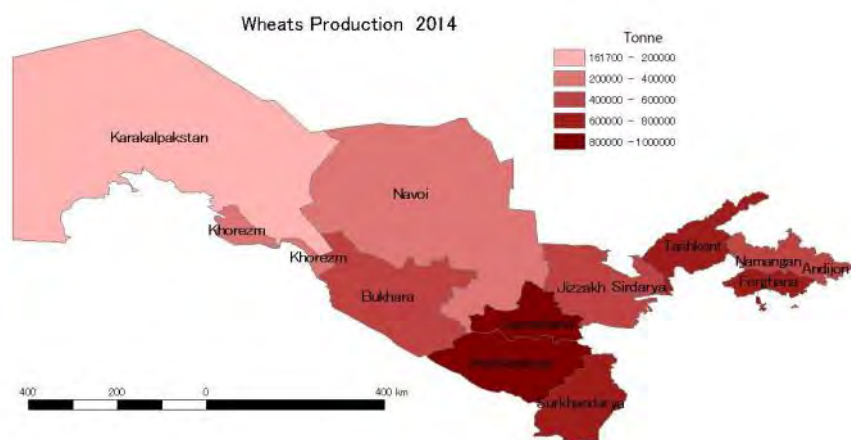 Wheats Production 2014
Tonne
161700 - 200000
200000 - 400000
400000 - 600000
600000 - 800000
800000 -1000000
Karakalpakstan
Navoi
Khorezm
Khorezm
Bukhara
Tashkent
Namangan
Andijon
Ferghana
Jizzakh
Sirdarya
Surkhandarya
400
200
0
400 km